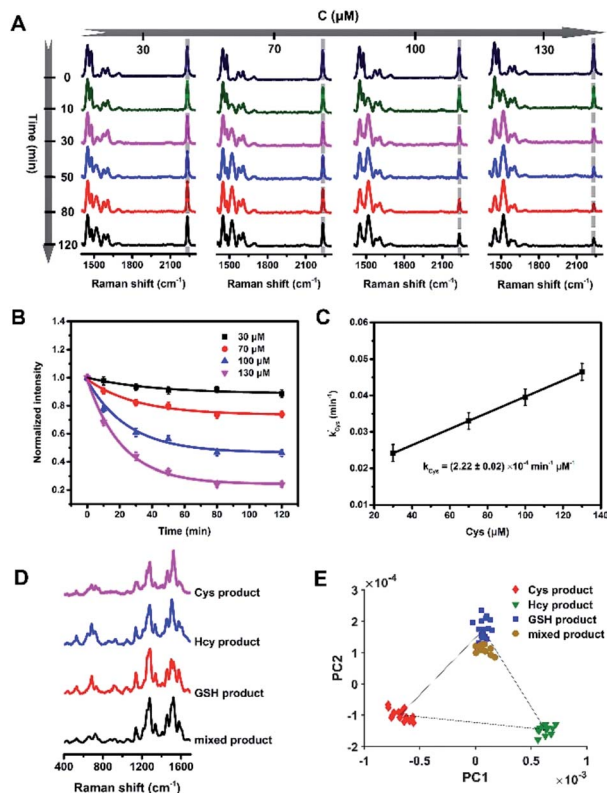 A
C (µM)
30 70 100 130
Time (min)
0
10
30
50
80
120
1500 1800 2100 1500 1800 2100 1500 1800 2100 1500 1800 2100
Raman shift (cm-1) Raman shift (cm-1) Raman shift (cm-1) Raman shift (cm-1)
B
Normalized intensity
1.4
1.2
1.0
0.8
0.6
0.4
0.2
30 µM
70 µM
100 µM
130 µM
0 20 40 60 80 100 120
Time (min)
C
k'Cys (min-1)
0.06
0.05
0.04
0.03
0.02
0.01
kCys = (2.22 ± 0.02) ×10-4 min-1 µM-1
20 40 60 80 100 120 140
Cys (µM)
D
Cys product
Hcy product
GSH product
mixed product
400 800 1200 1600
Raman shift (cm-1)
E
×10-4
PC2
3
2
1
0
-1
-2
Cys product
Hcy product
GSH product
mixed product
-1 -0.5 0 0.5 1
PC1
×10-3